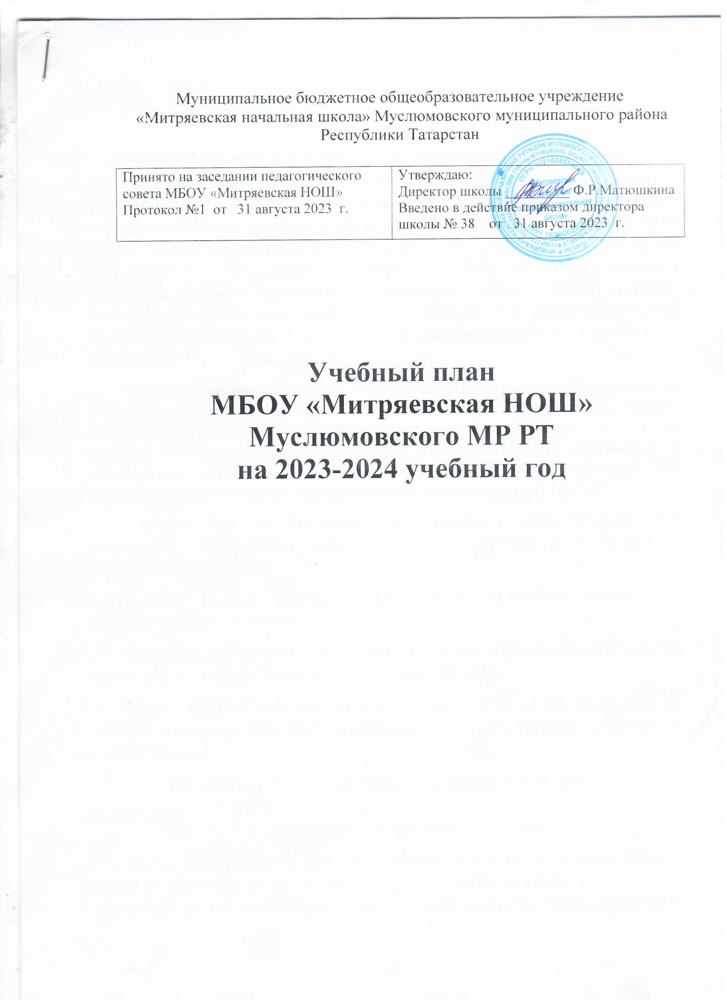 Муниципальное бюджетное общеобразовательное учреждение
«Митряевская начальная школа» Муслюмовского муниципального района
Республики Татарстан
Принято на заседании педагогического
совета МБОУ «Митряевская НОШ»
Протокол №1 от 31 августа 2023 г.
Утверждаю:
Директор школы Ф.Р.Матюшкина
Введено в действие приказом директора
школы № 38 от 31 августа 2023 г.
Учебный план
МБОУ «Митряевская НОШ»
Муслюмовского МР РТ
на 2023-2024 учебный год